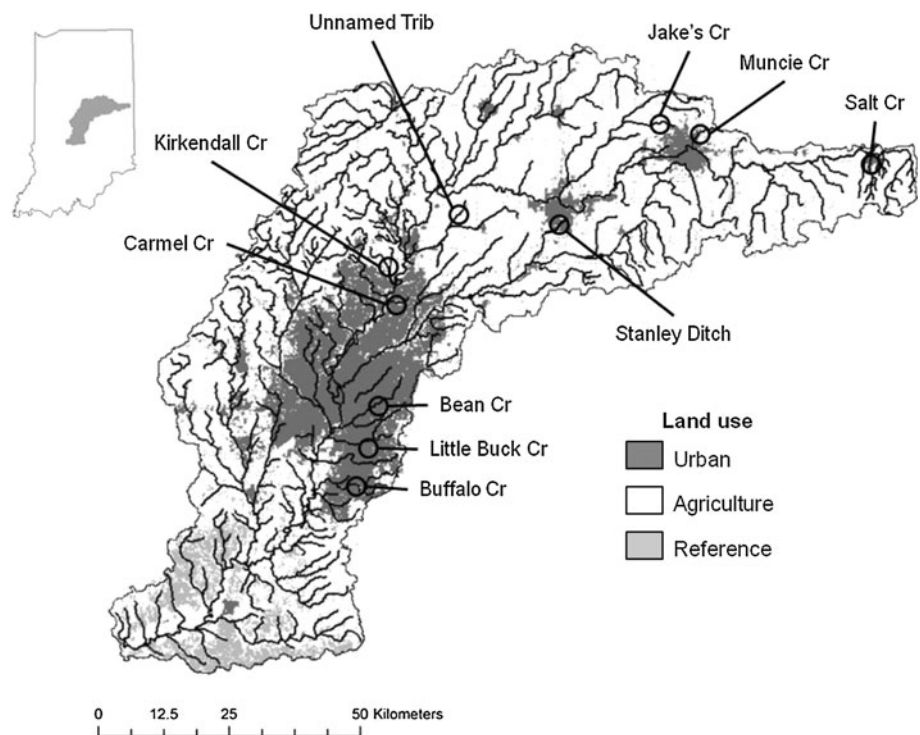 Unnamed Trib
Jake's Cr
Muncie Cr
Salt Cr
Kirkendall Cr
Carmel Cr
Stanley Ditch
Bean Cr
Little Buck Cr
Buffalo Cr
Land use
Urban
Agriculture
Reference
0 12.5 25 50 Kilometers